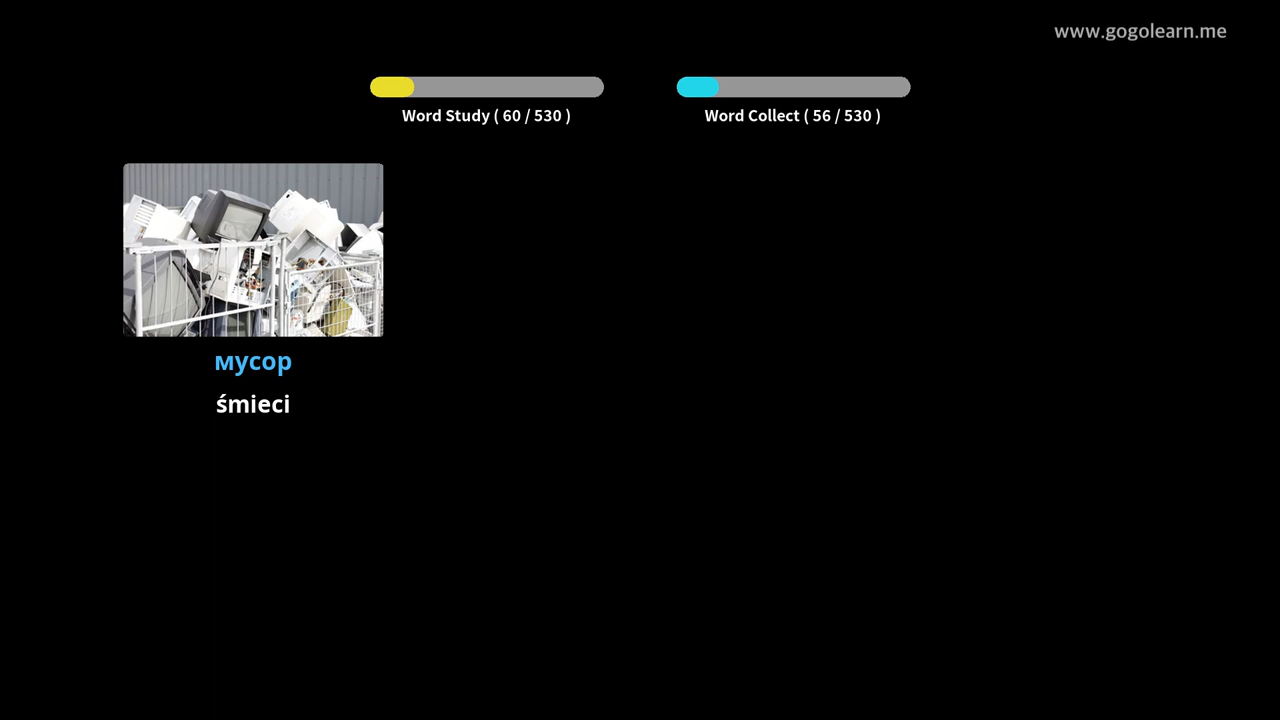 www.gogolearn.me
Word Study ( 60 / 530 )
Word Collect ( 56 / 530 )
мусор
śmieci